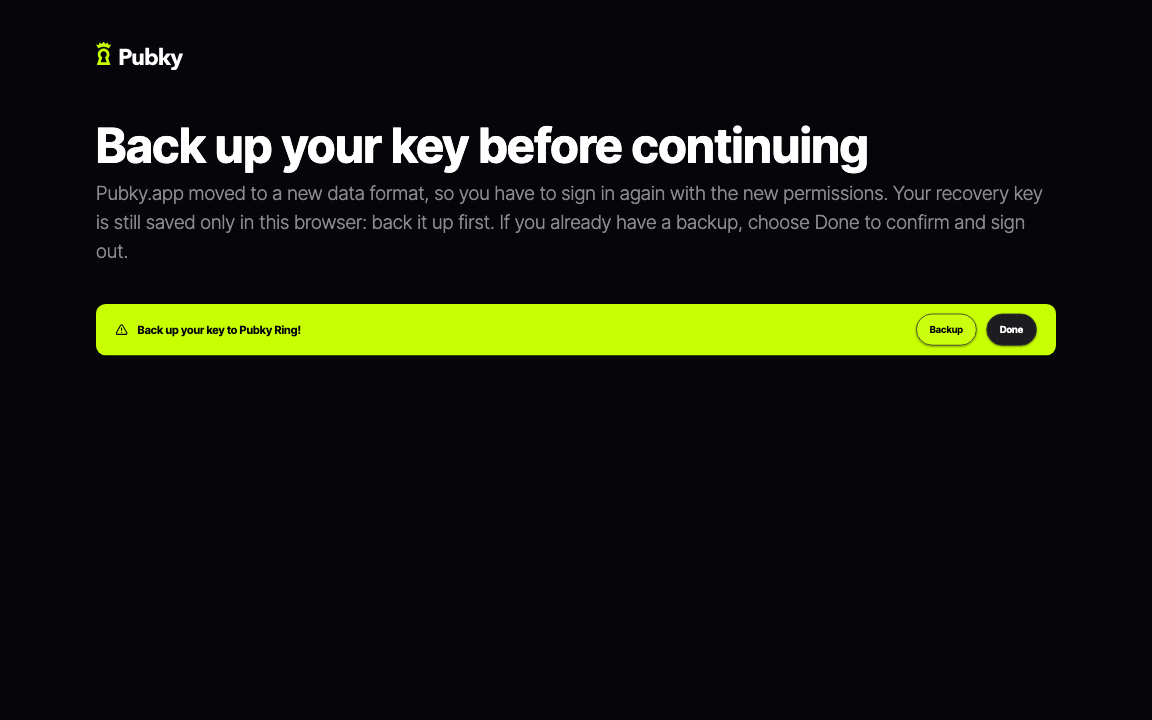 Pubky
Back up your key before continuing
Pubky.app moved to a new data format, so you have to sign in again with the new permissions. Your recovery key
is still saved only in this browser: back it up first. If you already have a backup, choose Done to confirm and sign
out.
Back up your key to Pubky Ring!
Backup
Done